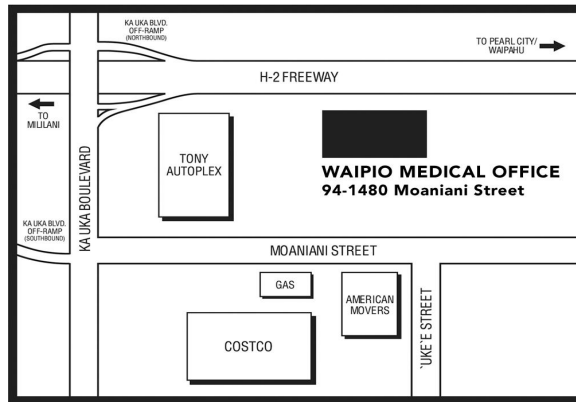 KA UKA BLVD.
OFF-RAMP
(NORTHBOUND)
TO PEARL CITY/
WAIPAHU
H-2 FREEWAY
TO
MILILANI
TONY
AUTOPLEX
WAIPIO MEDICAL OFFICE
94-1480 Moaniani Street
KA UKA BOULEVARD
KA UKA BLVD.
OFF-RAMP
(SOUTHBOUND)
MOANIANI STREET
GAS
AMERICAN
MOVERS
'UKE'E STREET
COSTCO